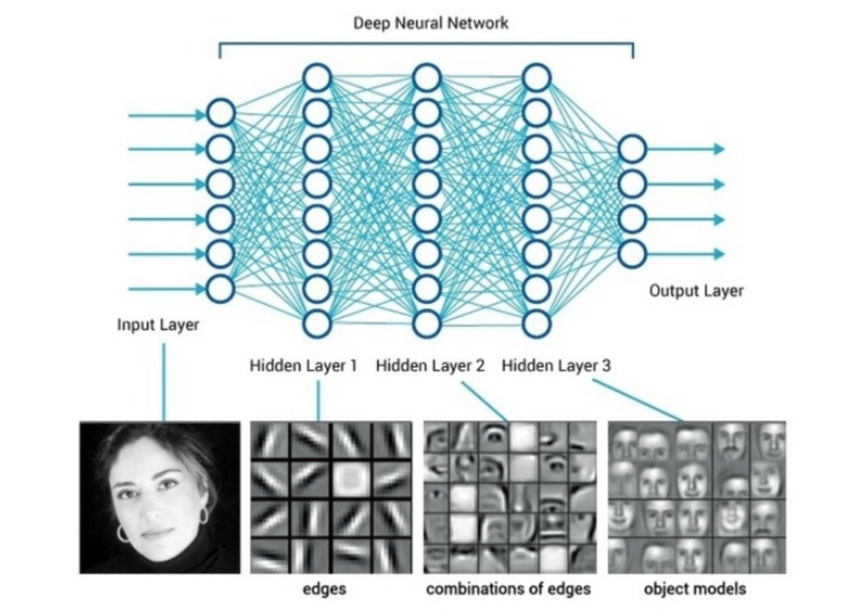 Deep Neural Network
Output Layer
Input Layer
Hidden Layer 1 Hidden Layer 2 Hidden Layer 3
edges combinations of edges object models